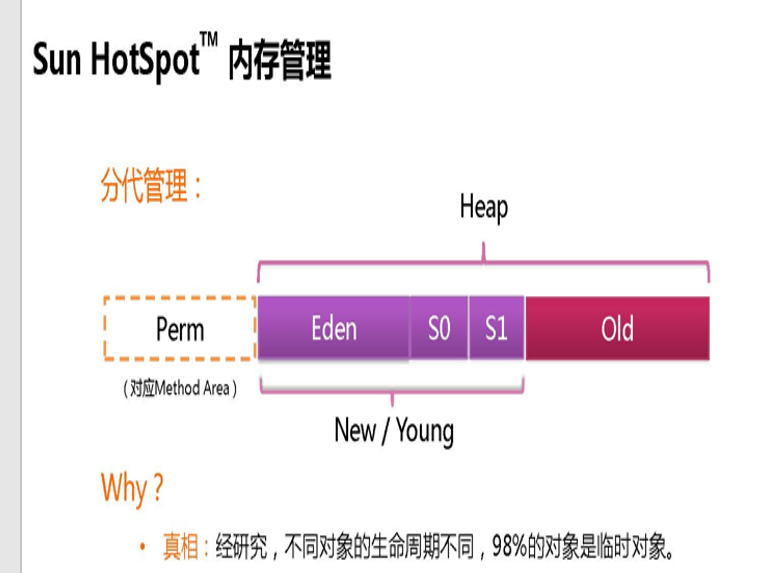 Sun HotSpot™ 内存管理
分代管理：
Heap
Perm Eden S0 S1 Old
（对应Method Area）
New / Young
Why？
• 真相：经研究，不同对象的生命周期不同，98%的对象是临时对象。